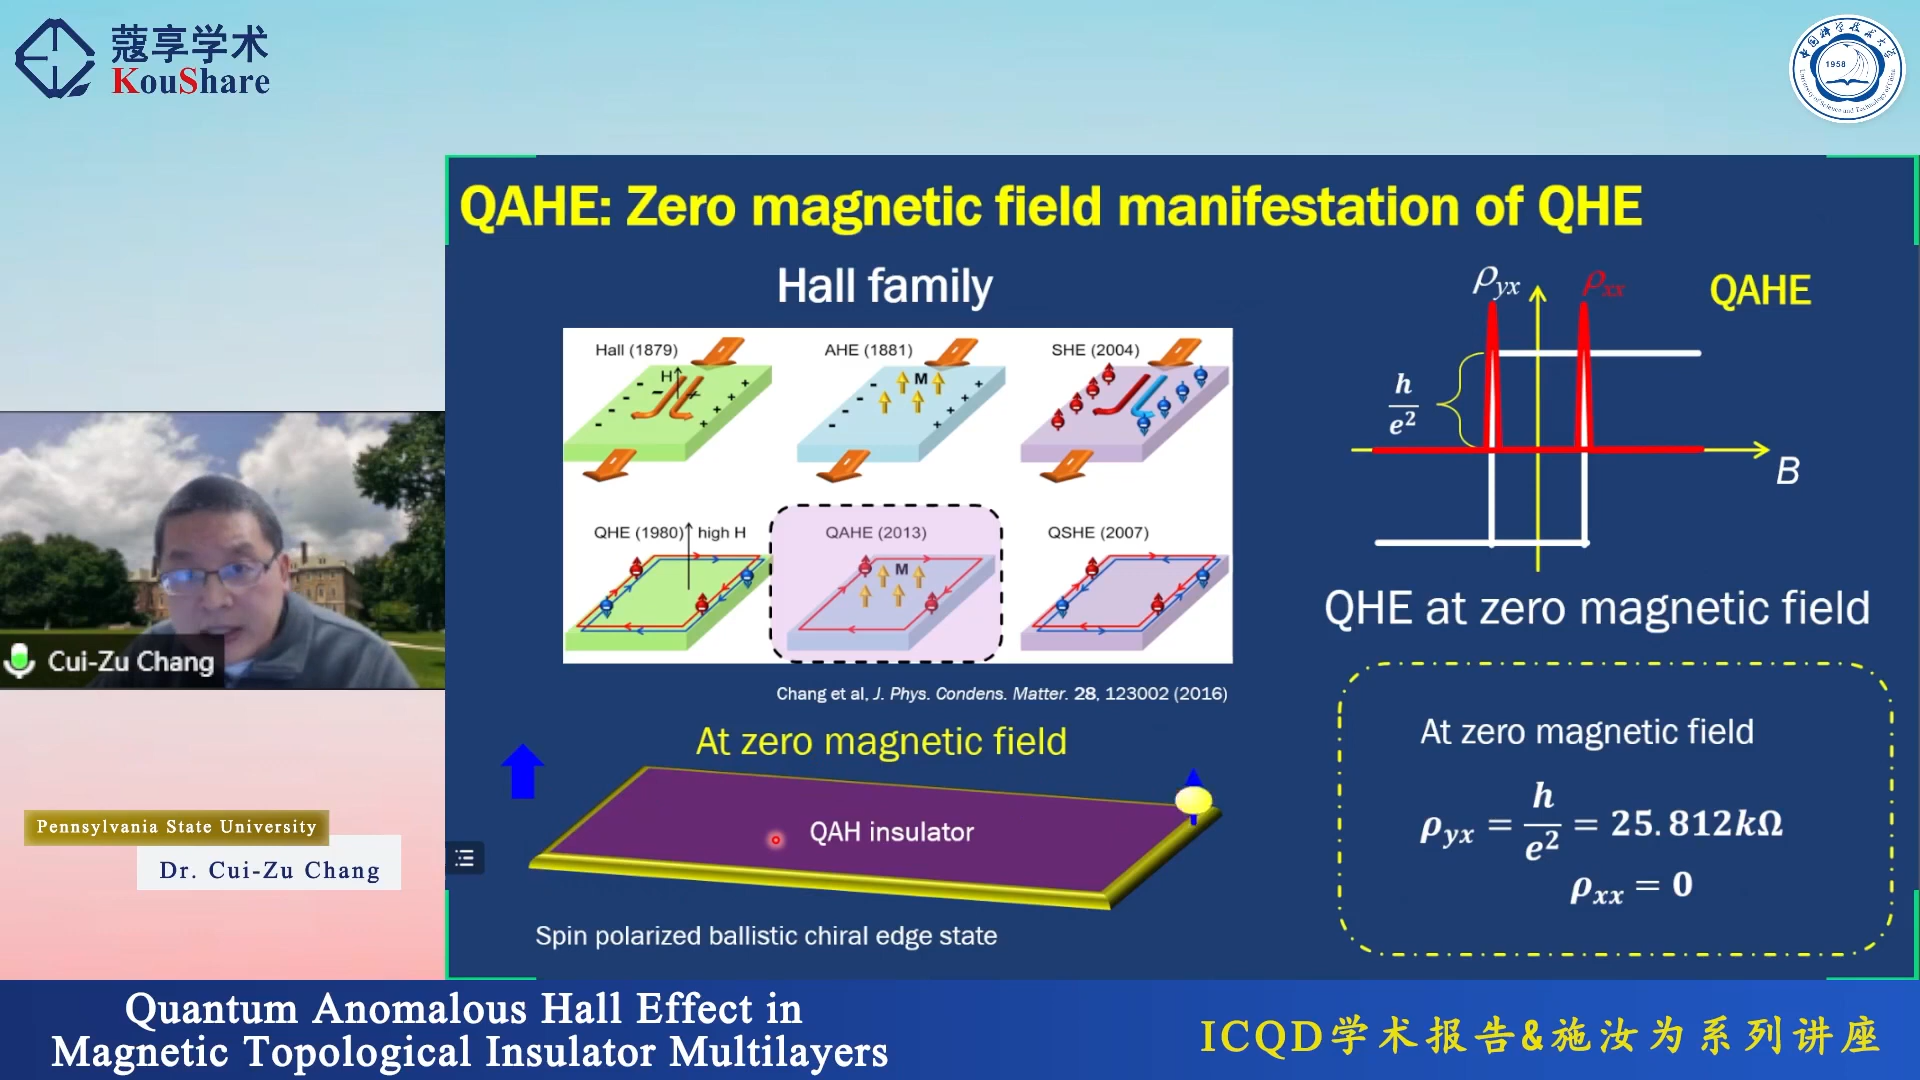 蔻享学术
KouShare
1958
QAHE: Zero magnetic field manifestation of QHE
Hall family
Hall (1879)
H
AHE (1881)
M
SHE (2004)
QHE (1980)
high H
QAHE (2013)
M
QSHE (2007)
Chang et al, J. Phys. Condens. Matter. 28, 123002 (2016)
At zero magnetic field
QAH insulator
Spin polarized ballistic chiral edge state
ρyx
ρxx
QAHE
h
e²
B
QHE at zero magnetic field
At zero magnetic field
ρyx = h/e² = 25.812kΩ
ρxx = 0
Cui-Zu Chang
Pennsylvania State University
Dr. Cui-Zu Chang
Quantum Anomalous Hall Effect in
Magnetic Topological Insulator Multilayers
ICQD学术报告&施汝为系列讲座